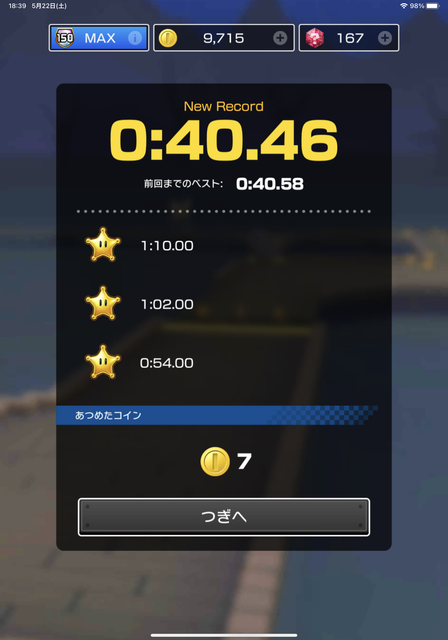 18:39 5月22日(土) 98%
150 MAX 9,715 167
New Record
0:40.46
前回までのベスト: 0:40.58
1:10.00
1:02.00
0:54.00
あつめたコイン
7
つぎへ